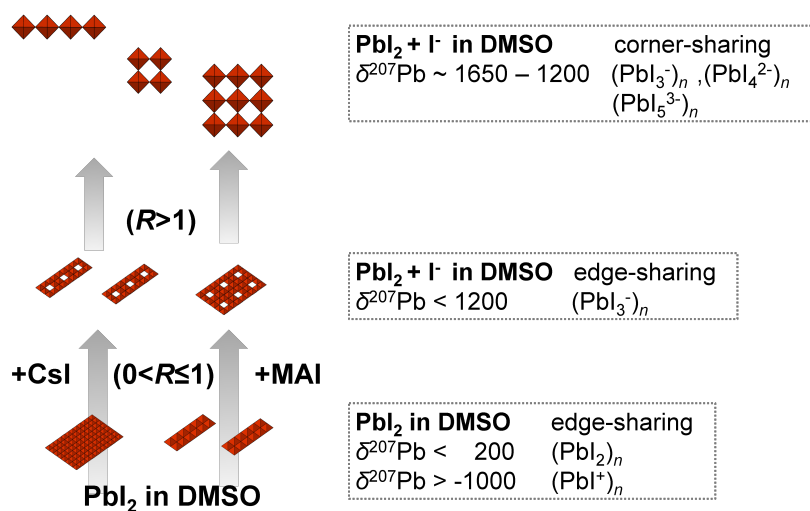 PbI₂ + I⁻ in DMSO corner-sharing
δ²⁰⁷Pb ~ 1650 – 1200 (PbI₃⁻)ₙ ,(PbI₄²⁻)ₙ
(PbI₅³⁻)ₙ
(R>1)
PbI₂ + I⁻ in DMSO edge-sharing
δ²⁰⁷Pb < 1200 (PbI₃⁻)ₙ
+CsI (0<R≤1) +MAI
PbI₂ in DMSO edge-sharing
δ²⁰⁷Pb < 200 (PbI₂)ₙ
δ²⁰⁷Pb > -1000 (PbI⁺)ₙ
PbI₂ in DMSO